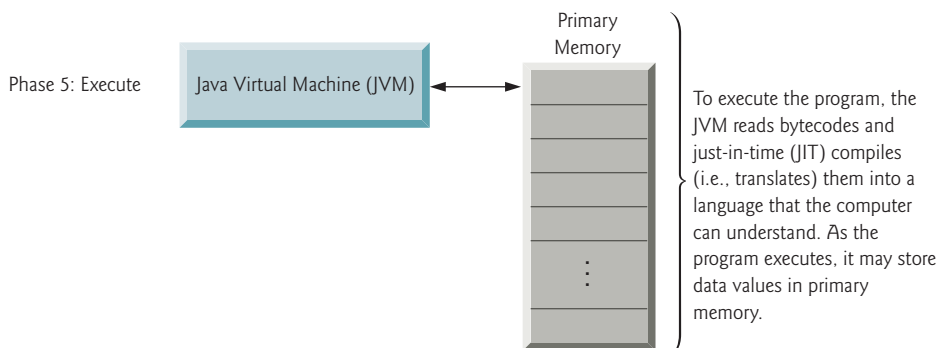 Primary
Memory
Phase 5: Execute
Java Virtual Machine (JVM)
To execute the program, the
JVM reads bytecodes and
just-in-time (JIT) compiles
(i.e., translates) them into a
language that the computer
can understand. As the
program executes, it may store
data values in primary
memory.